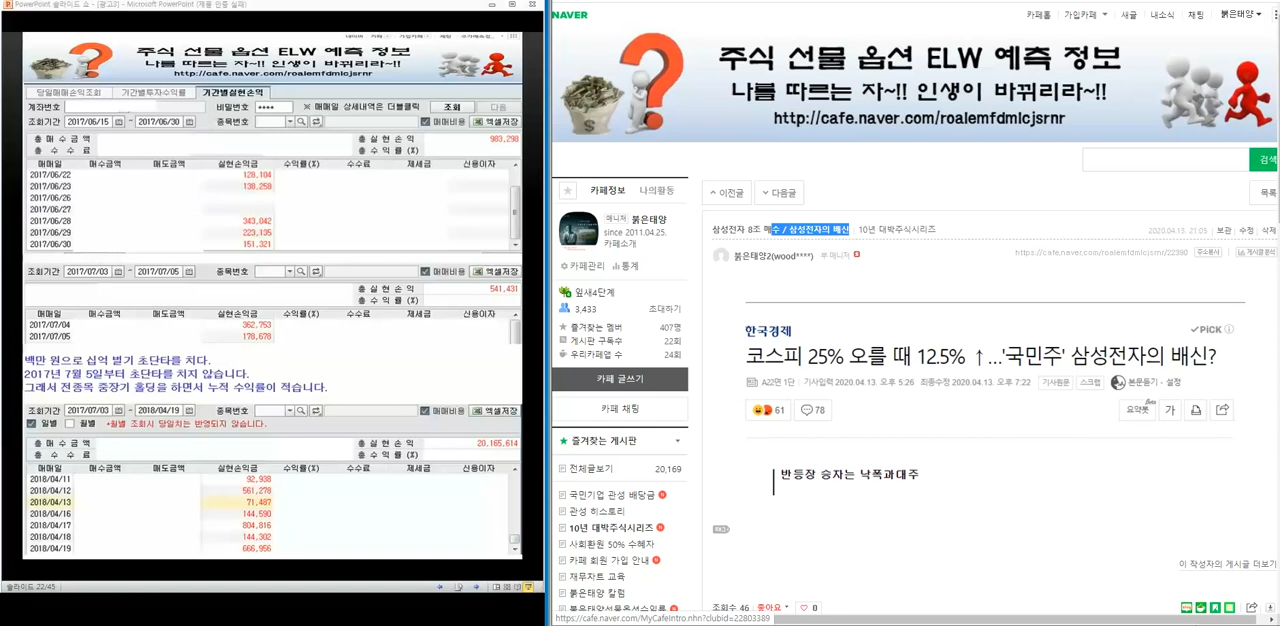 PowerPoint 슬라이드 쇼 - [광고3] - Microsoft PowerPoint (제품 인증 실패)
주식 선물 옵션 ELW 예측 정보
나를 따르는 자~!! 인생이 바뀌리라~!!
http://cafe.naver.com/roalemfdmlcjsrnr
당일매매손익조회 기간별투자수익률 기간별실현손익
계좌번호 비밀번호 **** ※ 매매일 상세내역은 더블클릭 조회 다음
조회기간 2017/06/15 ~ 2017/06/30 종목번호 매매비용 엑셀저장
총매수금액 총실현손익 983,298
총수수료 총수익률(%)
매매일 매수금액 매도금액 실현손익금 수익률(%) 수수료 제세금 신용이자
2017/06/22 128,104
2017/06/23 138,258
2017/06/26
2017/06/27
2017/06/28 343,042
2017/06/29 223,135
2017/06/30 151,321
조회기간 2017/07/03 ~ 2017/07/05 종목번호 매매비용 엑셀저장
총실현손익 541,431
총수익률(%)
매매일 매수금액 매도금액 실현손익금 수익률(%) 수수료 제세금 신용이자
2017/07/04 362,753
2017/07/05 178,678
백만 원으로 십억 벌기 초단타를 치다.
2017년 7월 5일부터 초단타를 치지 않습니다.
그래서 전종목 중장기 홀딩을 하면서 누적 수익률이 적습니다.
조회기간 2017/07/03 ~ 2018/04/19 종목번호 매매비용 엑셀저장
일별 월별 *월별 조회시 당일치는 반영되지 않습니다.
총매수금액 총실현손익 20,165,614
총수수료 총수익률(%)
매매일 매수금액 매도금액 실현손익금 수익률(%) 수수료 제세금 신용이자
2018/04/11 92,938
2018/04/12 561,278
2018/04/13 71,487
2018/04/16 144,590
2018/04/17 804,816
2018/04/18 144,302
2018/04/19 666,956
슬라이드 22/45
NAVER 카페홈 가입카페 새글 내소식 채팅 붉은태양
주식 선물 옵션 ELW 예측 정보
나를 따르는 자~!! 인생이 바뀌리라~!!
http://cafe.naver.com/roalemfdmlcjsrnr
검색
카페정보 나의활동
매니저 붉은태양
since 2011.04.25.
카페소개
카페관리 통계
잎새4단계
3,433 초대하기
즐겨찾는 멤버 407명
게시판 구독수 22회
우리카페앱 수 24회
카페 글쓰기
카페 채팅
즐겨찾는 게시판
전체글보기 20,169
국민기업 관성 배당금
관성 히스토리
10년 대박주식시리즈
사회환원 50% 수혜자
카페 회원 가입 안내
재무차트 교육
붉은태양 칼럼
붉은태양선물옵션수익률
이전글 다음글 목록
삼성전자 8조 매수 / 삼성전자의 배신 10년 대박주식시리즈 2020.04.13. 21:05 보관 수정 삭제
붉은태양2(wood****) 부매니저 https://cafe.naver.com/roalemfdmlcjsrnr/22390 주소복사 게시글분석
한국경제 PiCK
코스피 25% 오를 때 12.5% ↑...'국민주' 삼성전자의 배신?
A22면 1단 기사입력 2020.04.13. 오후 5:26 최종수정 2020.04.13. 오후 7:22 기사원문 스크랩 본문듣기 · 설정
61 78 요약봇 beta 가
반등장 승자는 낙폭과대주
태그
이 작성자의 게시글 더보기
조회수 46 좋아요 0
https://cafe.naver.com/MyCafeIntro.nhn?clubid=22803389